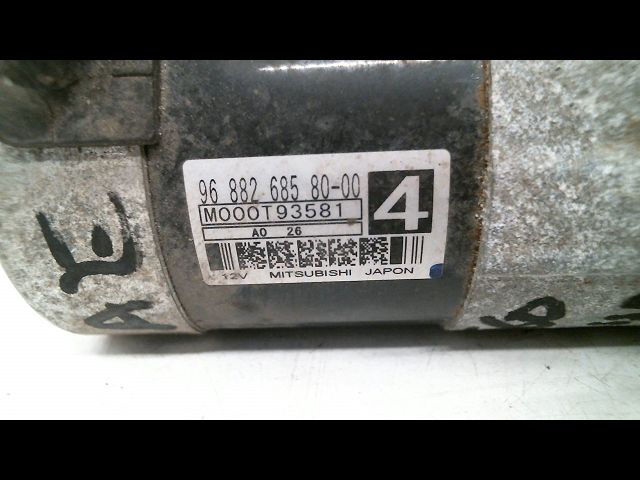 96 882 685 80-00
M000T93581
4
A0 26
12V MITSUBISHI JAPON